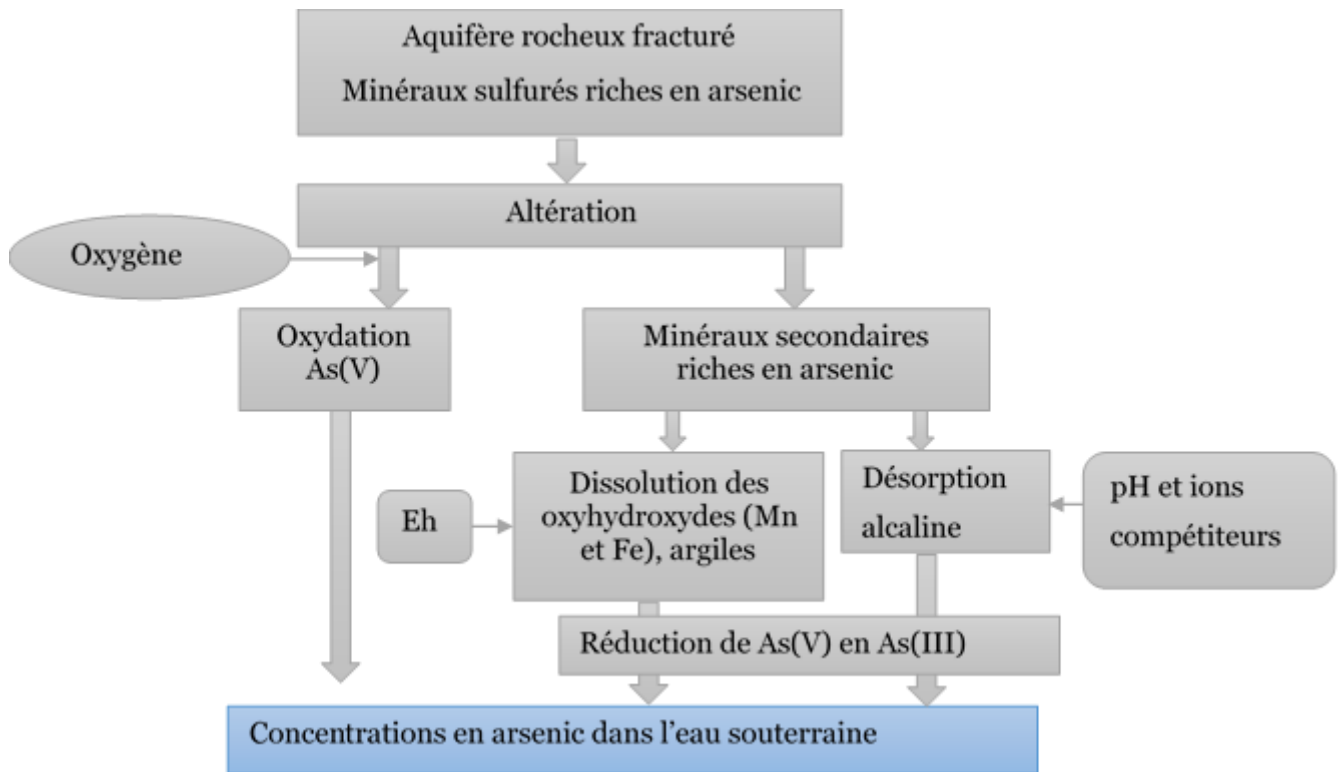 Aquifère rocheux fracturé
Minéraux sulfurés riches en arsenic
Altération
Oxygène
Oxydation
As(V)
Minéraux secondaires
riches en arsenic
Eh
Dissolution des
oxyhydroxydes (Mn
et Fe), argiles
Désorption
alcaline
pH et ions
compétiteurs
Réduction de As(V) en As(III)
Concentrations en arsenic dans l'eau souterraine